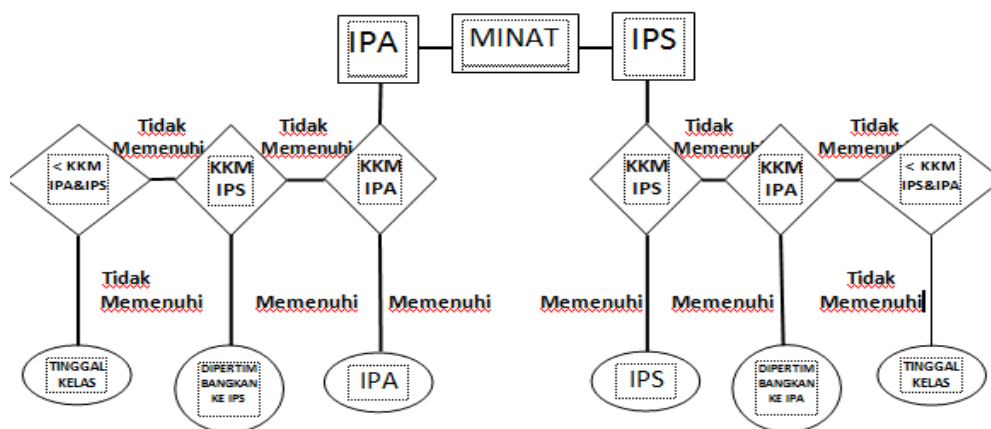 IPA
MINAT
IPS
Tidak
Memenuhi
Tidak
Memenuhi
Tidak
Memenuhi
Tidak
Memenuhi
< KKM
IPA&IPS
KKM
IPS
KKM
IPA
KKM
IPS
KKM
IPA
< KKM
IPS&IPA
Tidak
Memenuhi
Memenuhi
Memenuhi
Memenuhi
Memenuhi
Tidak
Memenuhi
TINGGAL
KELAS
DIPERTIM
BANGKAN
KE IPS
IPA
IPS
DIPERTIM
BANGKAN
KE IPA
TINGGAL
KELAS